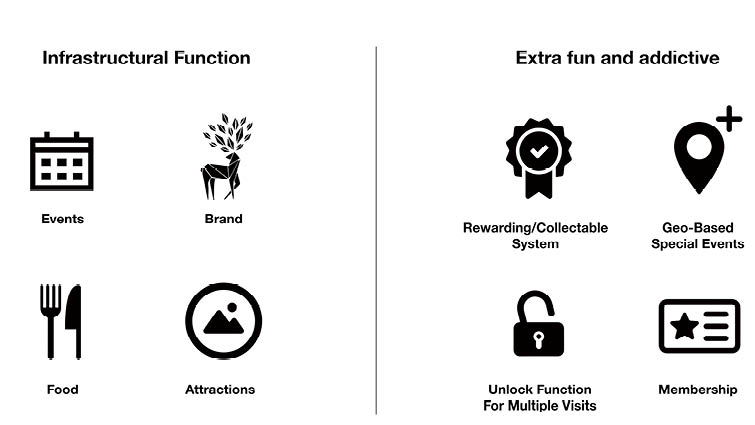 Infrastructural Function
Events
Brand
Food
Attractions
Extra fun and addictive
Rewarding/Collectable
System
Geo-Based
Special Events
Unlock Function
For Multiple Visits
Membership